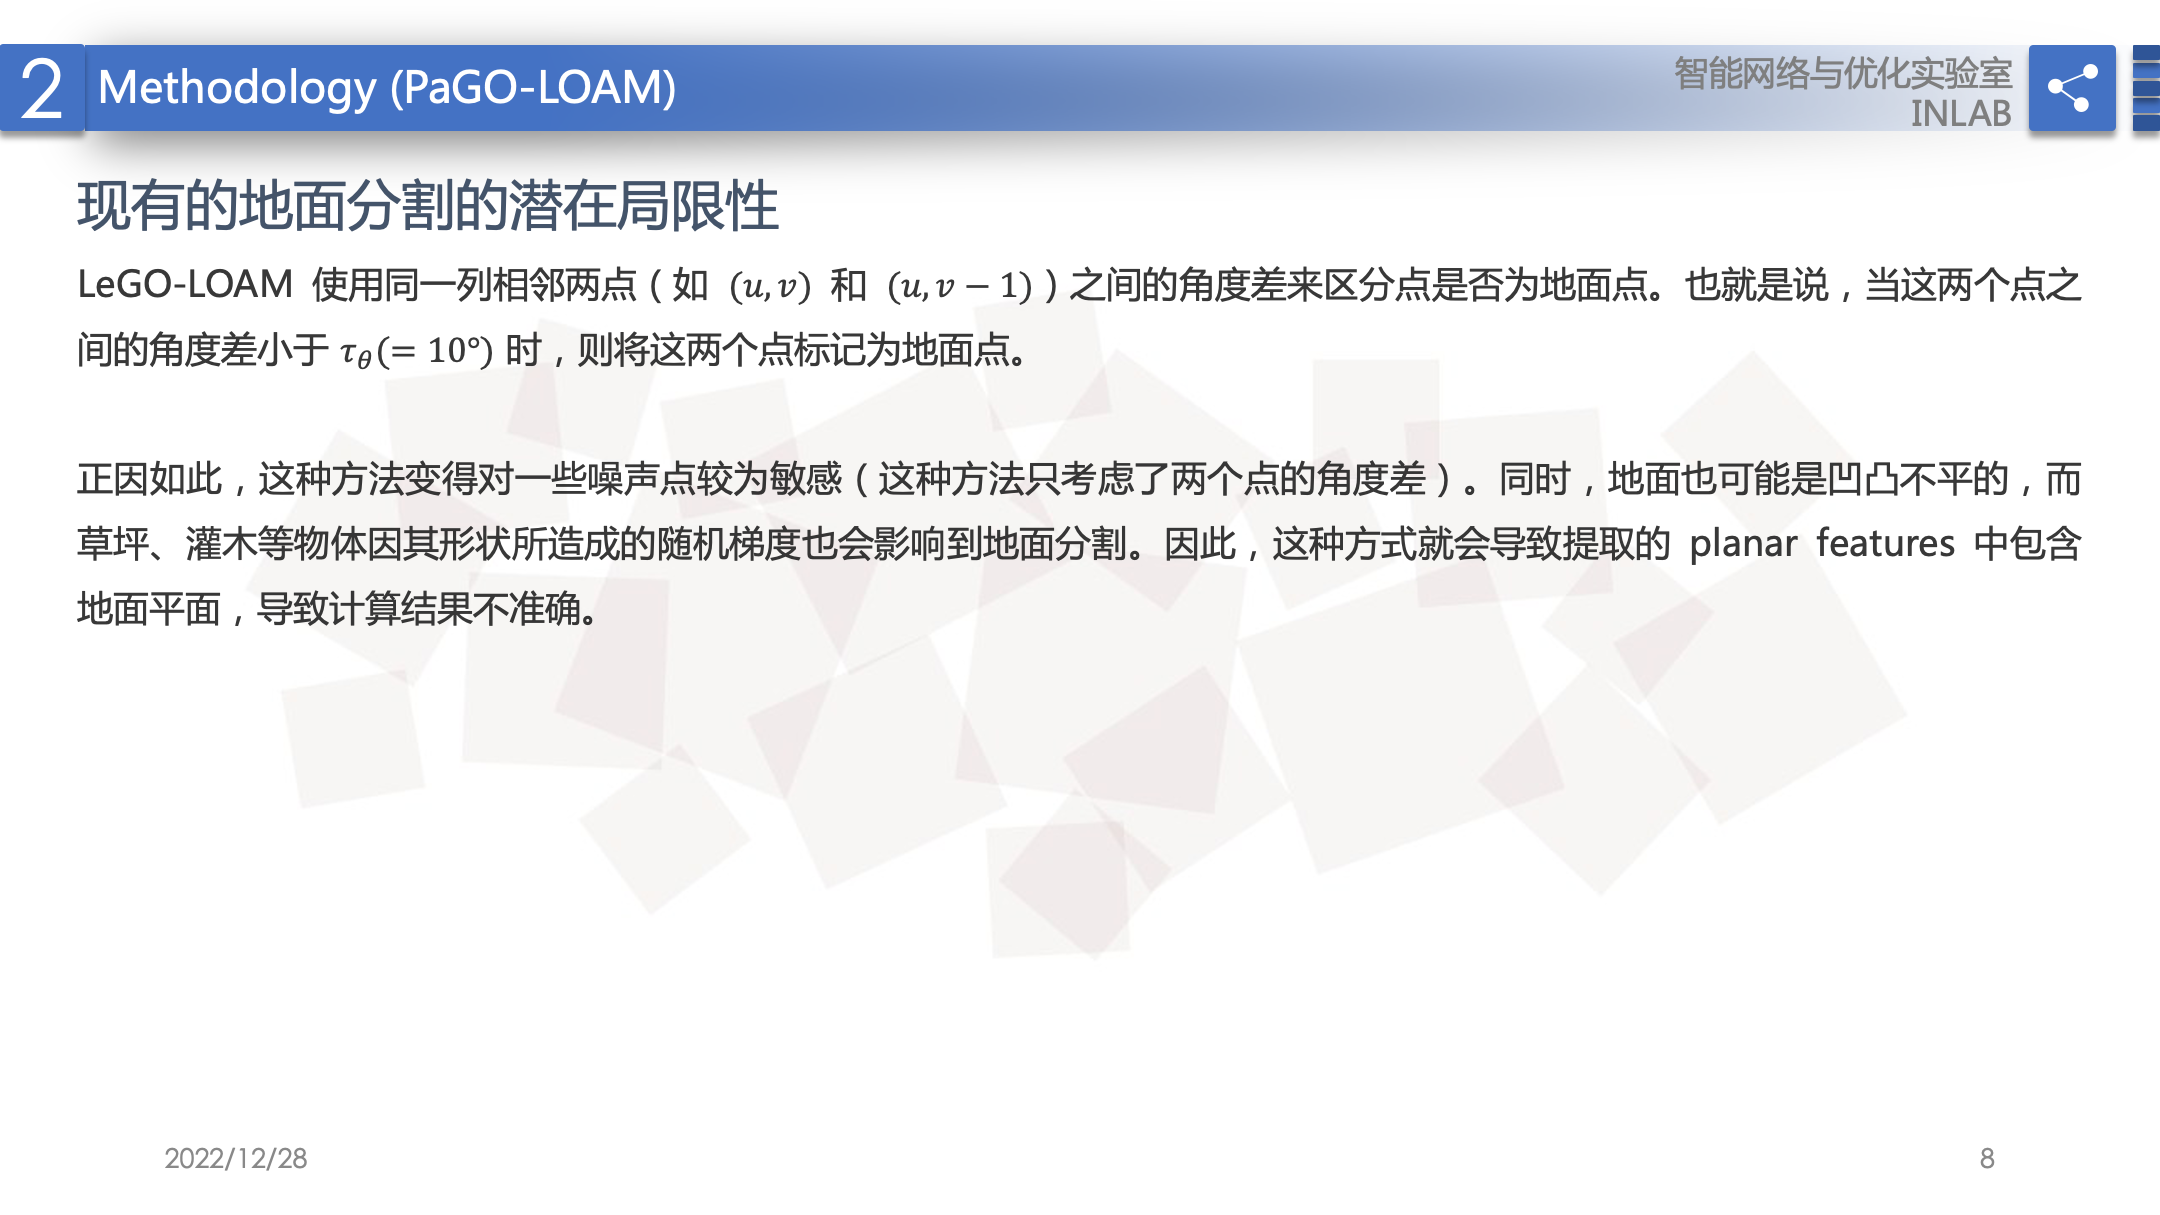 2
Methodology (PaGO-LOAM)
智能网络与优化实验室
INLAB
现有的地面分割的潜在局限性
LeGO-LOAM 使用同一列相邻两点（如 (u, v) 和 (u, v − 1)）之间的角度差来区分点是否为地面点。也就是说，当这两个点之
间的角度差小于 τ_θ(= 10°) 时，则将这两个点标记为地面点。
正因如此，这种方法变得对一些噪声点较为敏感（这种方法只考虑了两个点的角度差）。同时，地面也可能是凹凸不平的，而
草坪、灌木等物体因其形状所造成的随机梯度也会影响到地面分割。因此，这种方式就会导致提取的 planar features 中包含
地面平面，导致计算结果不准确。
2022/12/28
8